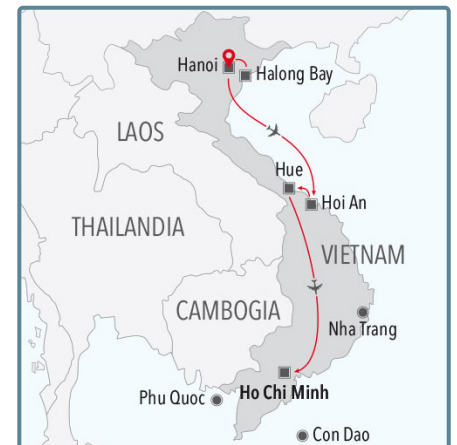 Hanoi
Halong Bay
LAOS
Hue
Hoi An
THAILANDIA
VIETNAM
CAMBOGIA
Nha Trang
Phu Quoc
Ho Chi Minh
Con Dao